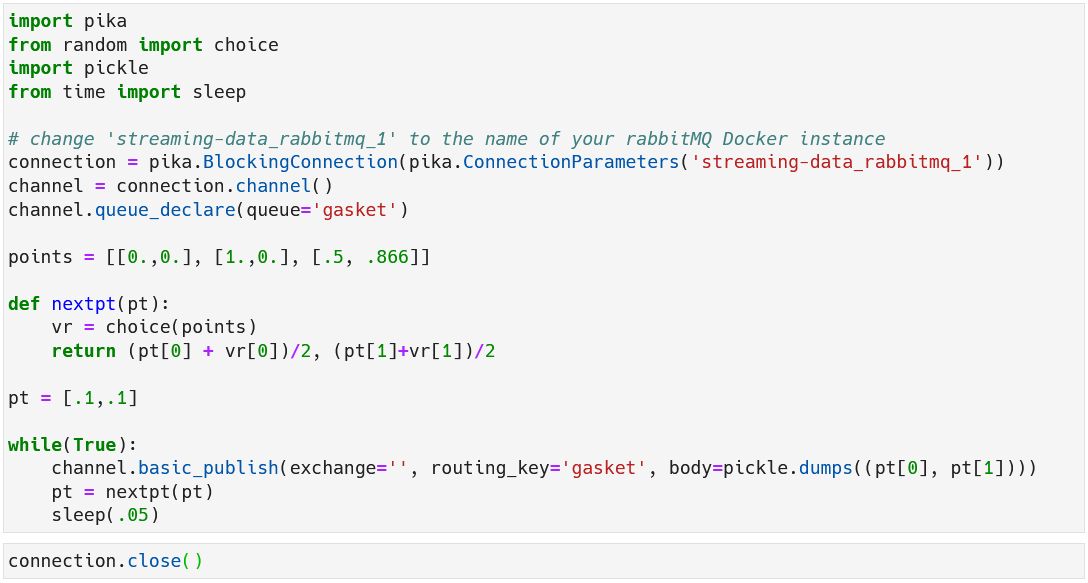 import pika
from random import choice
import pickle
from time import sleep

# change 'streaming-data_rabbitmq_1' to the name of your rabbitMQ Docker instance
connection = pika.BlockingConnection(pika.ConnectionParameters('streaming-data_rabbitmq_1'))
channel = connection.channel()
channel.queue_declare(queue='gasket')

points = [[0.,0.], [1.,0.], [.5, .866]]

def nextpt(pt):
    vr = choice(points)
    return (pt[0] + vr[0])/2, (pt[1]+vr[1])/2

pt = [.1,.1]

while(True):
    channel.basic_publish(exchange='', routing_key='gasket', body=pickle.dumps((pt[0], pt[1])))
    pt = nextpt(pt)
    sleep(.05)

connection.close()